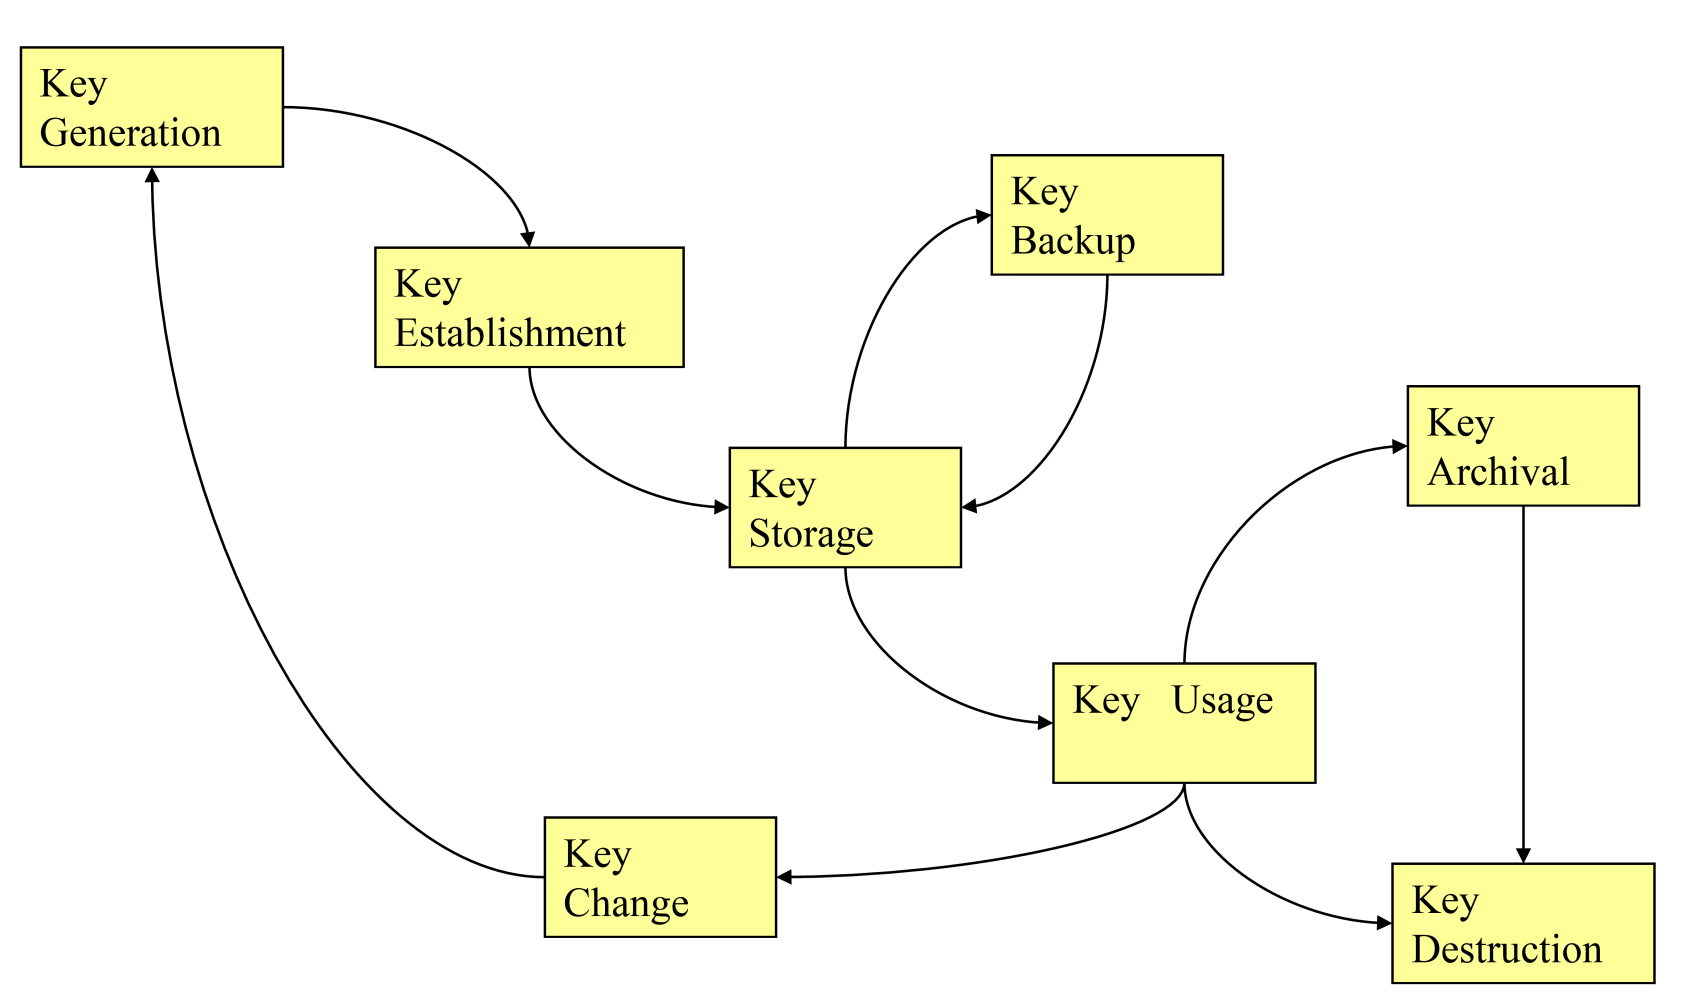 Key
Generation
Key
Establishment
Key
Backup
Key
Storage
Key
Archival
Key Usage
Key
Change
Key
Destruction